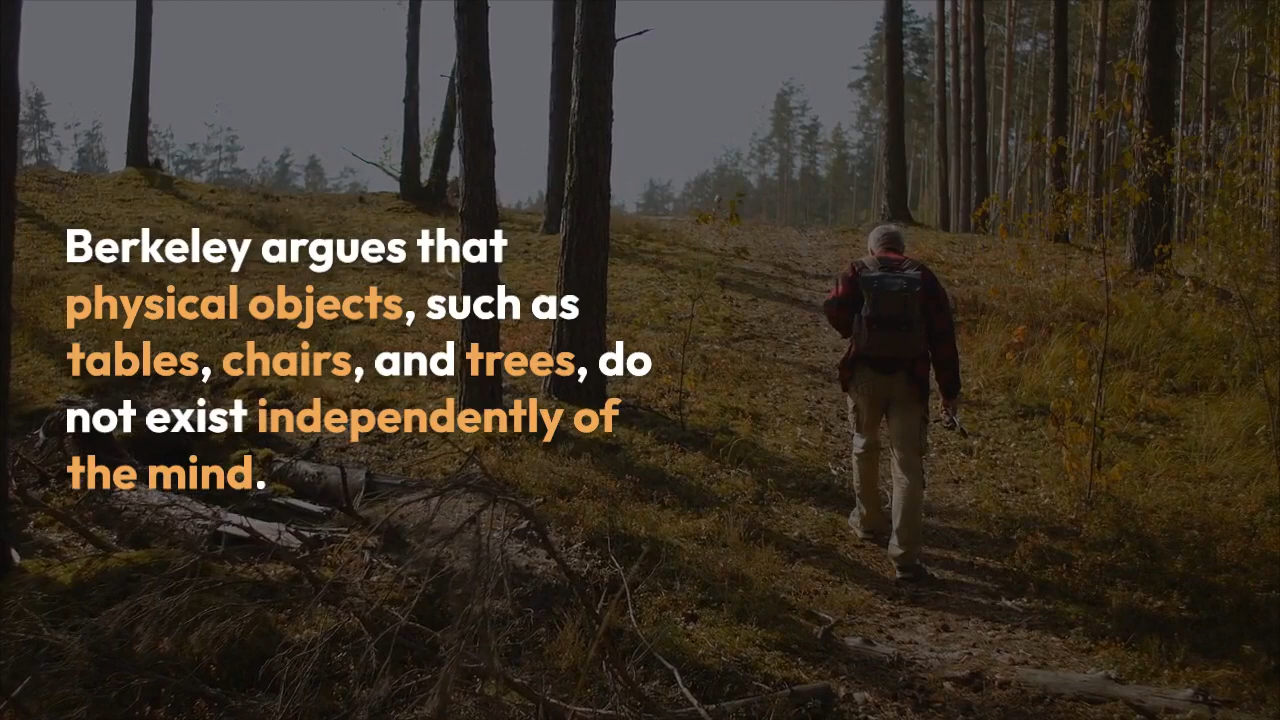 Berkeley argues that
physical objects, such as
tables, chairs, and trees, do
not exist independently of
the mind.